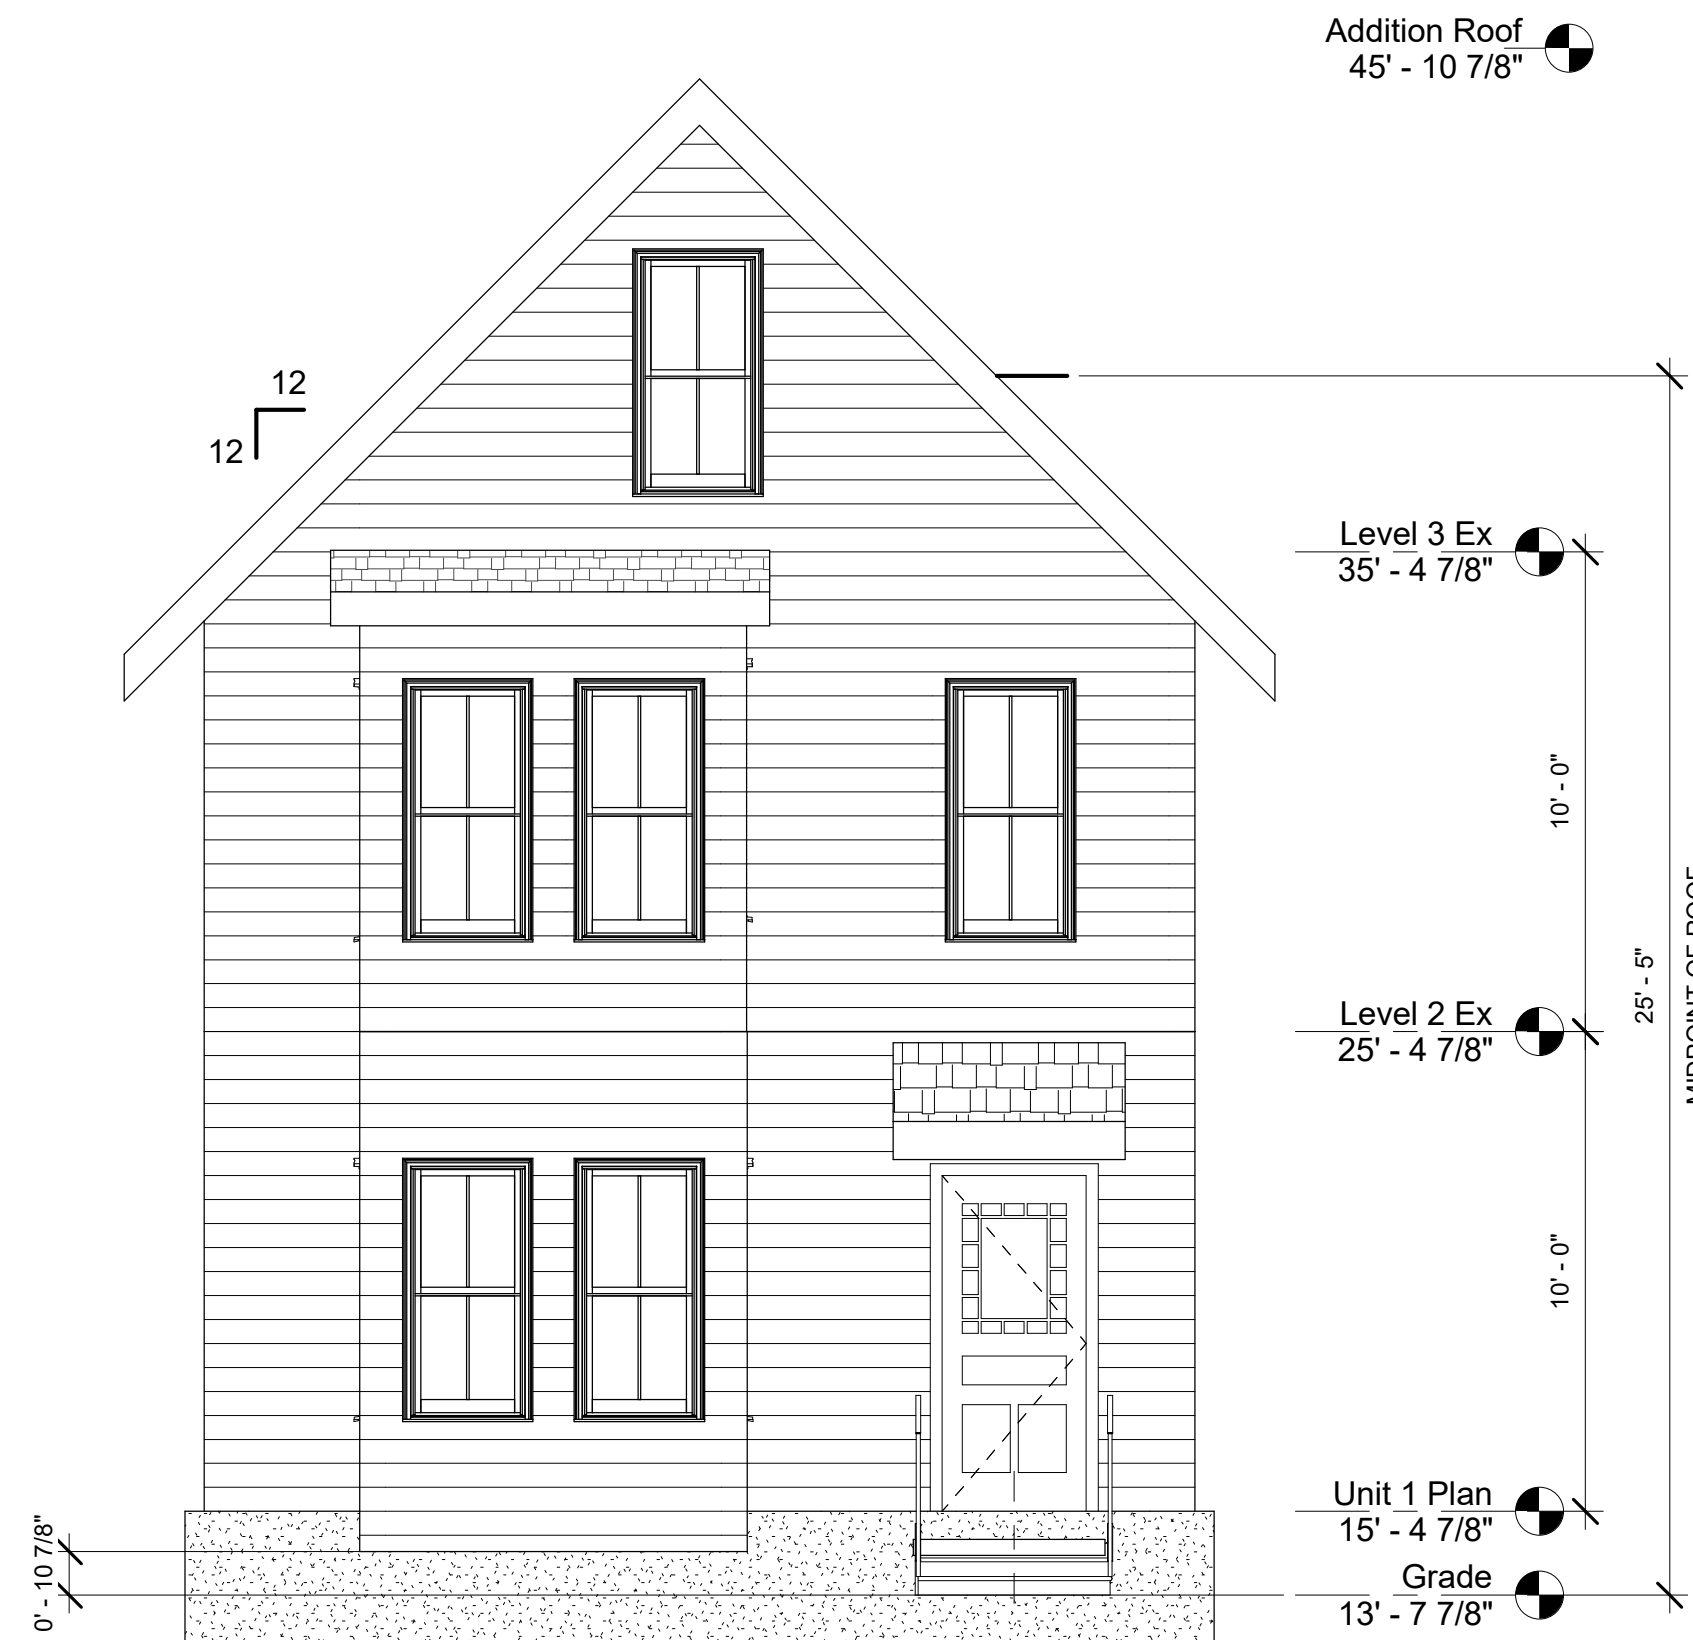 Addition Roof
45' - 10 7/8"
12
12
Level 3 Ex
35' - 4 7/8"
10' - 0"
25' - 5"
Level 2 Ex
25' - 4 7/8"
10' - 0"
Unit 1 Plan
15' - 4 7/8"
0' - 10 7/8"
Grade
13' - 7 7/8"